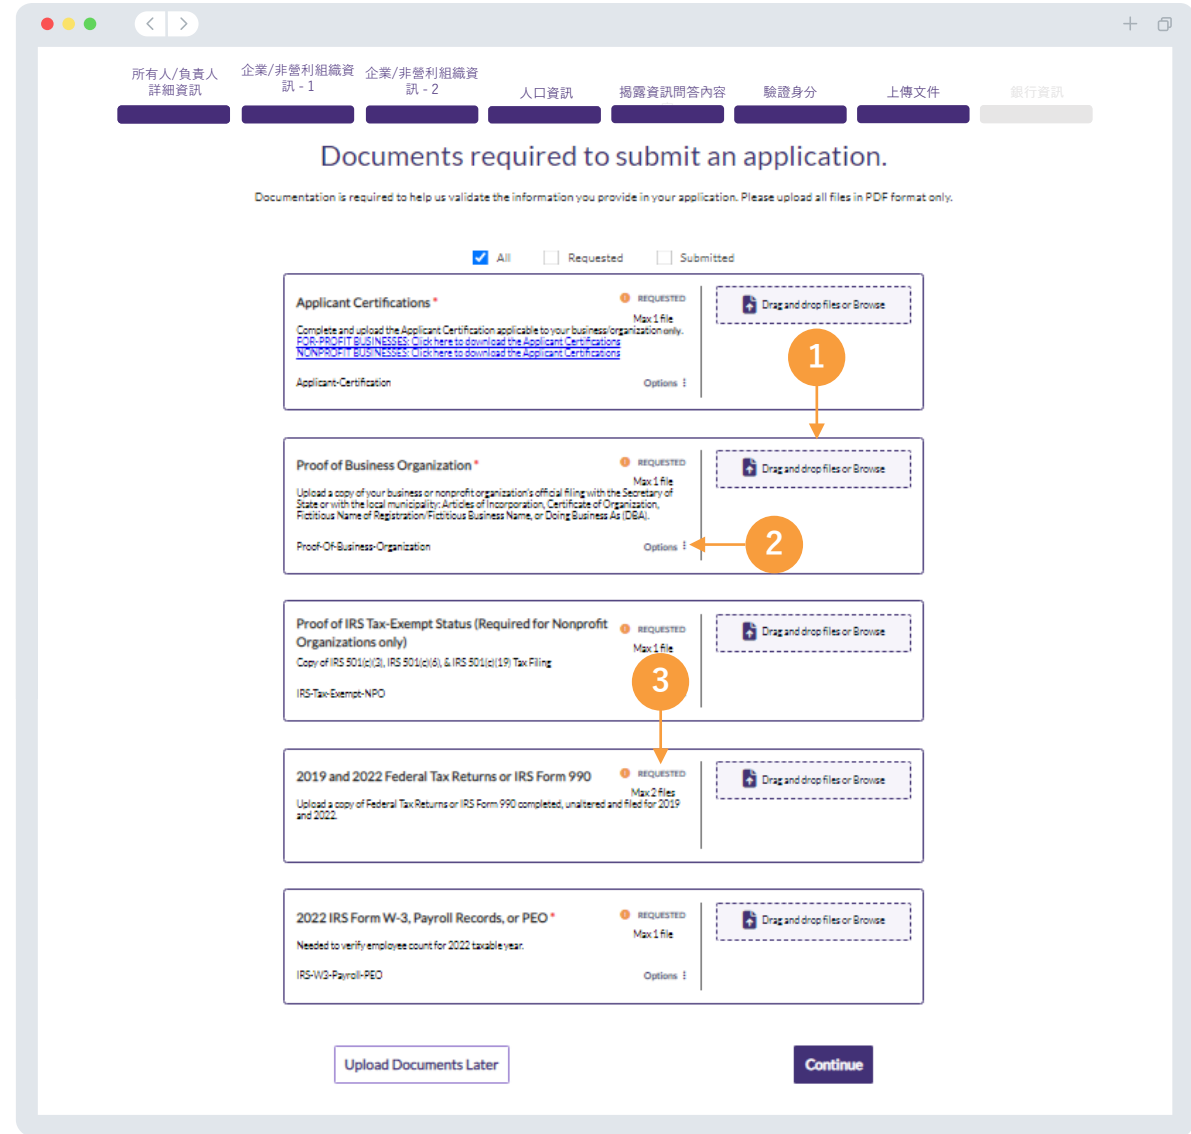 所有人/負責人
詳細資訊
企業/非營利組織資
訊 - 1
企業/非營利組織資
訊 - 2
人口資訊
揭露資訊問答內容
驗證身分
上傳文件
銀行資訊
Documents required to submit an application.
Documentation is required to help us validate the information you provide in your application. Please upload all files in PDF format only.
All
Requested
Submitted
Applicant Certifications *
REQUESTED
Max 1 file
Complete and upload the Applicant Certification applicable to your business/organization only.
FOR-PROFIT BUSINESSES: Click here to download the Applicant Certifications
NONPROFIT BUSINESSES: Click here to download the Applicant Certifications
Applicant-Certification
Options
Drag and drop files or Browse
1
Proof of Business Organization *
REQUESTED
Max 1 file
Upload a copy of your business or nonprofit organization's official filing with the Secretary of
State or with the local municipality: Articles of Incorporation, Certificate of Organization,
Fictitious Name of Registration/Fictitious Business Name, or Doing Business As (DBA).
Proof-Of-Business-Organization
Options
Drag and drop files or Browse
2
Proof of IRS Tax-Exempt Status (Required for Nonprofit
Organizations only)
REQUESTED
Max 1 file
Copy of IRS 501(c)(3), IRS 501(c)(6), & IRS 501(c)(19) Tax Filing
IRS-Tax-Exempt-NPO
Drag and drop files or Browse
3
2019 and 2022 Federal Tax Returns or IRS Form 990
REQUESTED
Max 2 files
Upload a copy of Federal Tax Returns or IRS Form 990 completed, unaltered and filed for 2019
and 2022.
Drag and drop files or Browse
2022 IRS Form W-3, Payroll Records, or PEO *
REQUESTED
Max 1 file
Needed to verify employee count for 2022 taxable year.
IRS-W3-Payroll-PEO
Options
Drag and drop files or Browse
Upload Documents Later
Continue